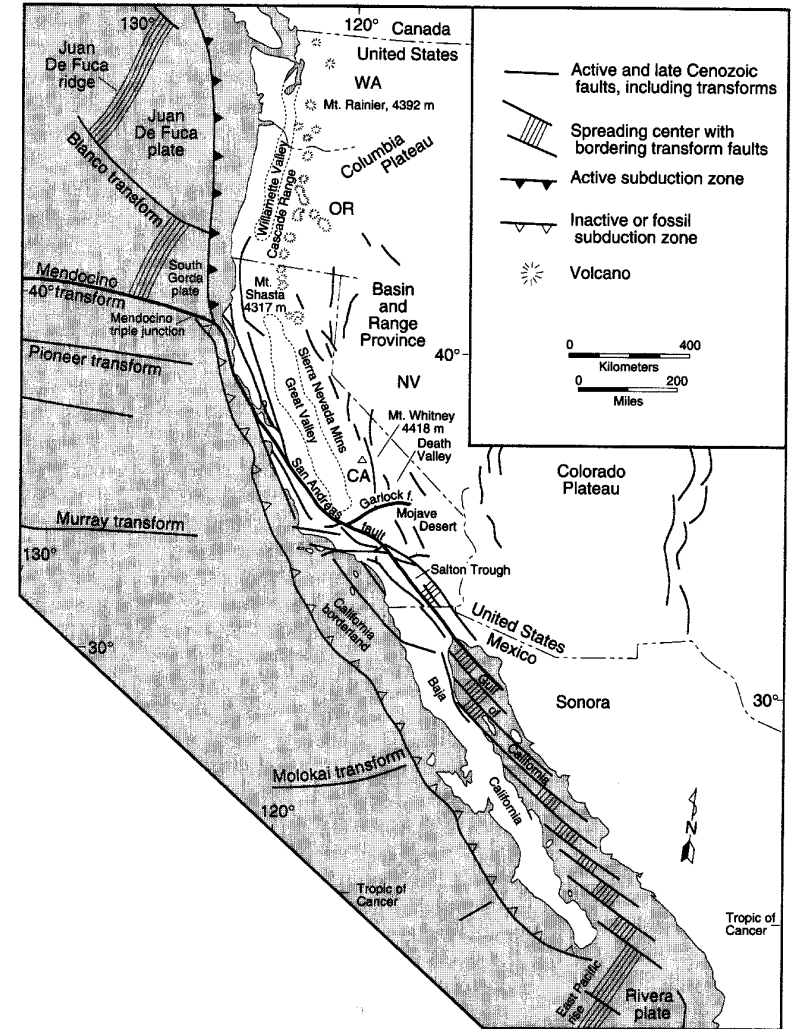 130°
120°
Canada
United States
Juan
De Fuca
ridge
WA
Mt. Rainier, 4392 m
Juan
De Fuca
plate
Columbia
Plateau
Blanco transform
Williamette Valley
Cascade Range
OR
South
Gorda
plate
Mendocino
40° transform
Mt.
Shasta
4317 m
Mendocino
triple junction
Basin
and
Range
Province
40°
Pioneer transform
Sierra Nevada Mtns
Great Valley
NV
Mt. Whitney
4418 m
Death
Valley
CA
San Andreas
fault
Garlock f.
Mojave
Desert
Colorado
Plateau
Murray transform
130°
Salton Trough
California
borderland
United States
Mexico
30°
Baja
California
Gulf
of
California
Sonora
30°
Molokai transform
120°
N
Tropic of
Cancer
Tropic of
Cancer
East Pacific
rise
Rivera
plate
Active and late Cenozoic
faults, including transforms
Spreading center with
bordering transform faults
Active subduction zone
Inactive or fossil
subduction zone
Volcano
0 200 400
Kilometers
0 200
Miles